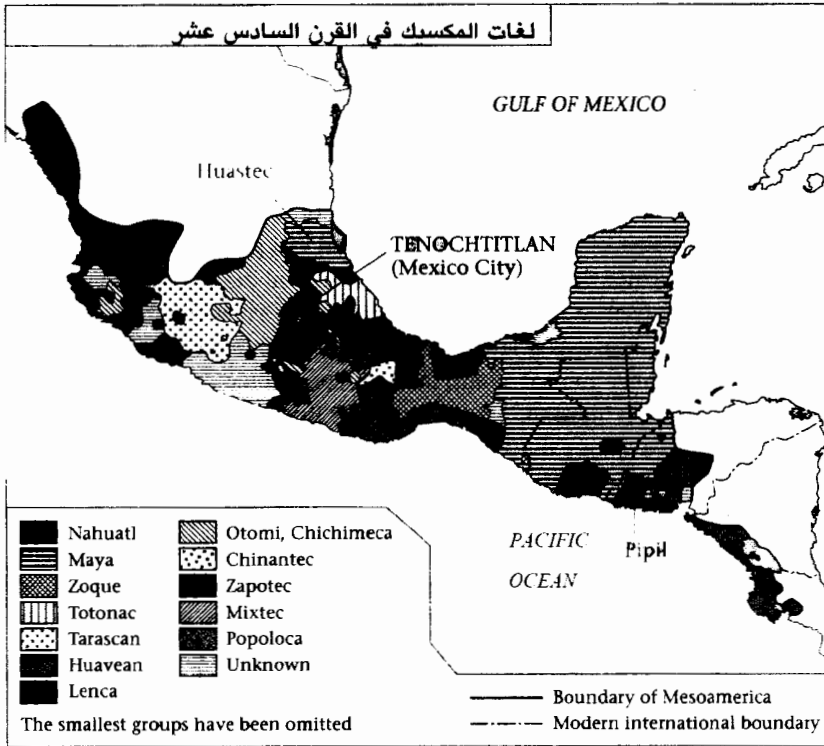 لغات المكسيك في القرن السادس عشر
GULF OF MEXICO
Huastec
TENOCHTITLAN
(Mexico City)
PACIFIC
OCEAN
Pipil
Nahuatl
Maya
Zoque
Totonac
Tarascan
Huavean
Lenca
Otomi, Chichimeca
Chinantec
Zapotec
Mixtec
Popoloca
Unknown
The smallest groups have been omitted
Boundary of Mesoamerica
Modern international boundary